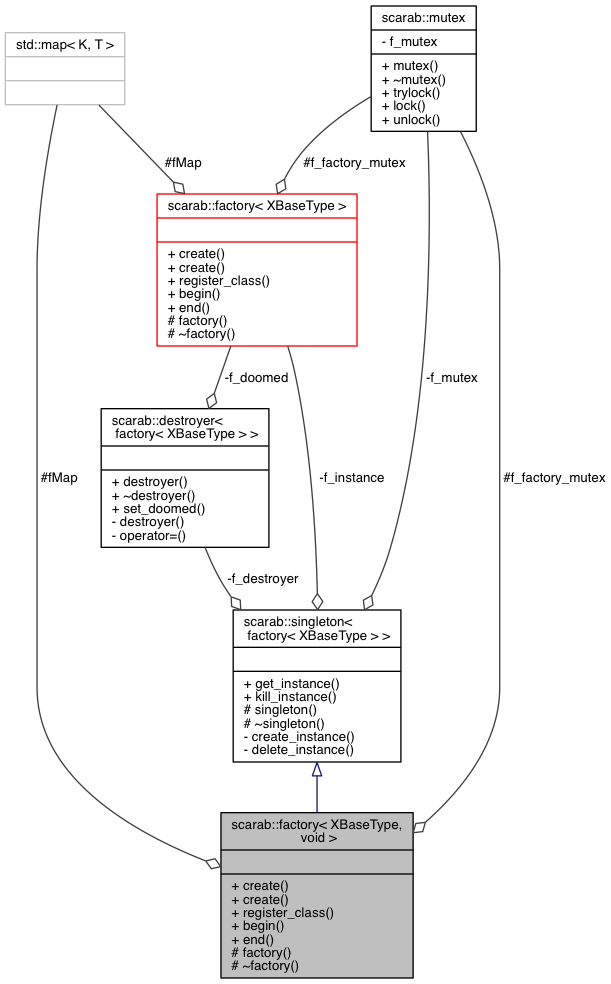 scarab::mutex
- f_mutex
+ mutex()
+ ~mutex()
+ trylock()
+ lock()
+ unlock()
std::map< K, T >
#fMap
#f_factory_mutex
scarab::factory< XBaseType >
+ create()
+ create()
+ register_class()
+ begin()
+ end()
# factory()
# ~factory()
-f_doomed
-f_mutex
scarab::destroyer<
factory< XBaseType > >
+ destroyer()
+ ~destroyer()
+ set_doomed()
- destroyer()
- operator=()
#fMap
-f_instance
#f_factory_mutex
-f_destroyer
scarab::singleton<
factory< XBaseType > >
+ get_instance()
+ kill_instance()
# singleton()
# ~singleton()
- create_instance()
- delete_instance()
scarab::factory< XBaseType,
void >
+ create()
+ create()
+ register_class()
+ begin()
+ end()
# factory()
# ~factory()